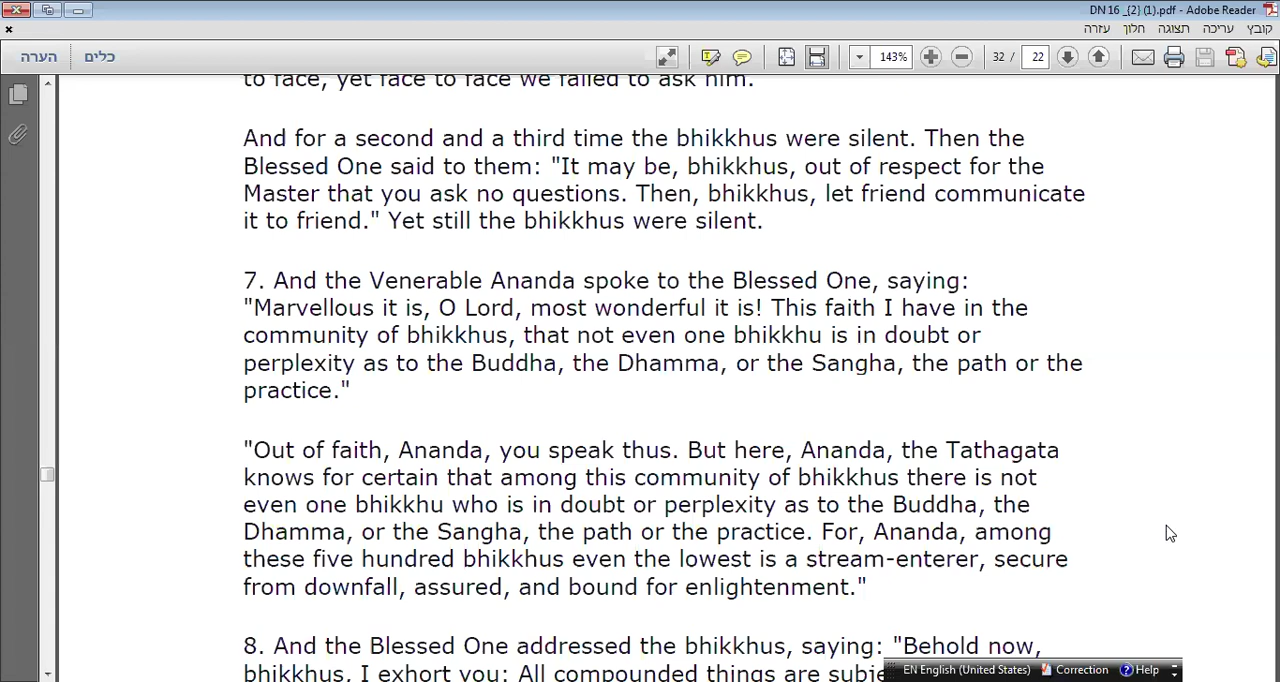 DN 16 _{2} (1).pdf - Adobe Reader
קובץ עריכה תצוגה חלון עזרה
הערה כלים 143% 32 / 22
to face, yet face to face we failed to ask him.
And for a second and a third time the bhikkhus were silent. Then the
Blessed One said to them: "It may be, bhikkhus, out of respect for the
Master that you ask no questions. Then, bhikkhus, let friend communicate
it to friend." Yet still the bhikkhus were silent.
7. And the Venerable Ananda spoke to the Blessed One, saying:
"Marvellous it is, O Lord, most wonderful it is! This faith I have in the
community of bhikkhus, that not even one bhikkhu is in doubt or
perplexity as to the Buddha, the Dhamma, or the Sangha, the path or the
practice."
"Out of faith, Ananda, you speak thus. But here, Ananda, the Tathagata
knows for certain that among this community of bhikkhus there is not
even one bhikkhu who is in doubt or perplexity as to the Buddha, the
Dhamma, or the Sangha, the path or the practice. For, Ananda, among
these five hundred bhikkhus even the lowest is a stream-enterer, secure
from downfall, assured, and bound for enlightenment."
8. And the Blessed One addressed the bhikkhus, saying: "Behold now,
bhikkhus, I exhort you: All compounded things are subje
EN English (United States) Correction Help